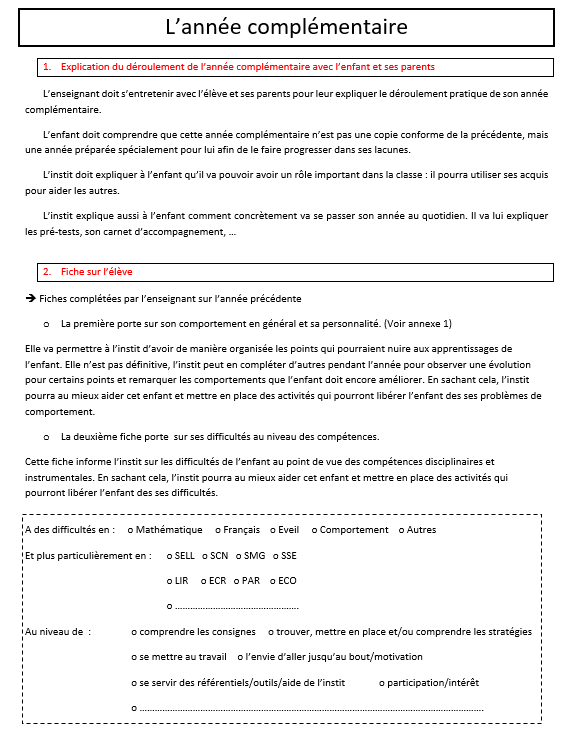 L'année complémentaire
1. Explication du déroulement de l'année complémentaire avec l'enfant et ses parents
L'enseignant doit s'entretenir avec l'élève et ses parents pour leur expliquer le déroulement pratique de son année
complémentaire.
L'enfant doit comprendre que cette année complémentaire n'est pas une copie conforme de la précédente, mais
une année préparée spécialement pour lui afin de le faire progresser dans ses lacunes.
L'instit doit expliquer à l'enfant qu'il va pouvoir avoir un rôle important dans la classe : il pourra utiliser ses acquis
pour aider les autres.
L'instit explique aussi à l'enfant comment concrètement va se passer son année au quotidien. Il va lui expliquer
les pré-tests, son carnet d'accompagnement, ...
2. Fiche sur l'élève
➔ Fiches complétées par l'enseignant sur l'année précédente
o La première porte sur son comportement en général et sa personnalité. (Voir annexe 1)
Elle va permettre à l'instit d'avoir de manière organisée les points qui pourraient nuire aux apprentissages de
l'enfant. Elle n'est pas définitive, l'instit peut en compléter d'autres pendant l'année pour observer une évolution
pour certains points et remarquer les comportements que l'enfant doit encore améliorer. En sachant cela, l'instit
pourra au mieux aider cet enfant et mettre en place des activités qui pourront libérer l'enfant des ses problèmes de
comportement.
o La deuxième fiche porte sur ses difficultés au niveau des compétences.
Cette fiche informe l'instit sur les difficultés de l'enfant au point de vue des compétences disciplinaires et
instrumentales. En sachant cela, l'instit pourra au mieux aider cet enfant et mettre en place des activités qui
pourront libérer l'enfant des ses difficultés.
A des difficultés en : o Mathématique o Français o Eveil o Comportement o Autres
Et plus particulièrement en : o SELL o SCN o SMG o SSE
o LIR o ECR o PAR o ECO
o ................................................
Au niveau de : o comprendre les consignes o trouver, mettre en place et/ou comprendre les stratégies
o se mettre au travail o l'envie d'aller jusqu'au bout/motivation
o se servir des référentiels/outils/aide de l'instit o participation/intérêt
o ....................................................................................................................